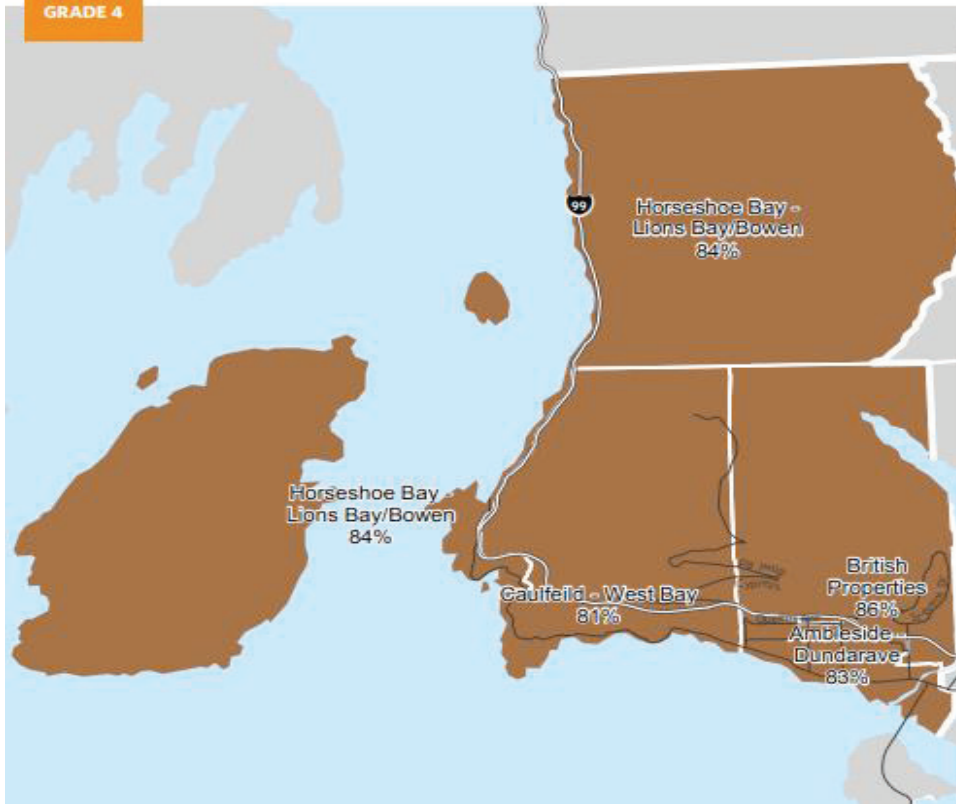 GRADE 4
99
Horseshoe Bay -
Lions Bay/Bowen
84%
Horseshoe Bay -
Lions Bay/Bowen
84%
Caulfeild - West Bay
81%
British
Properties
86%
Ambleside -
Dundarave
83%